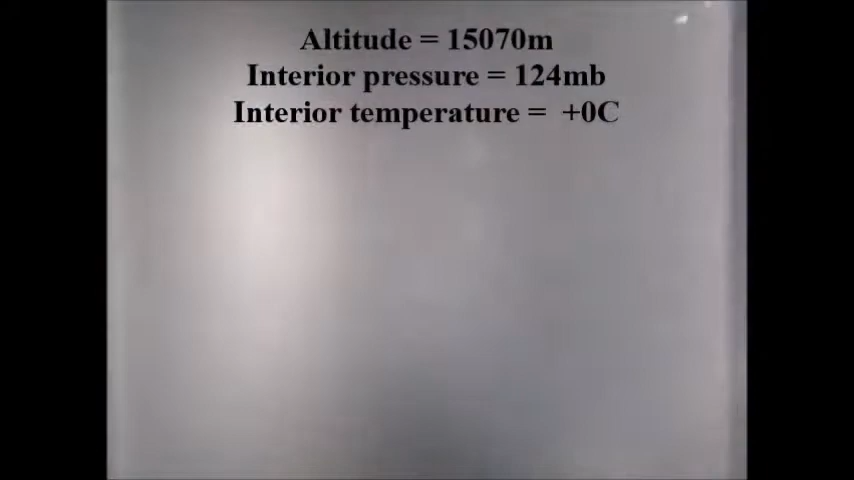 Altitude = 15070m
Interior pressure = 124mb
Interior temperature =  +0C